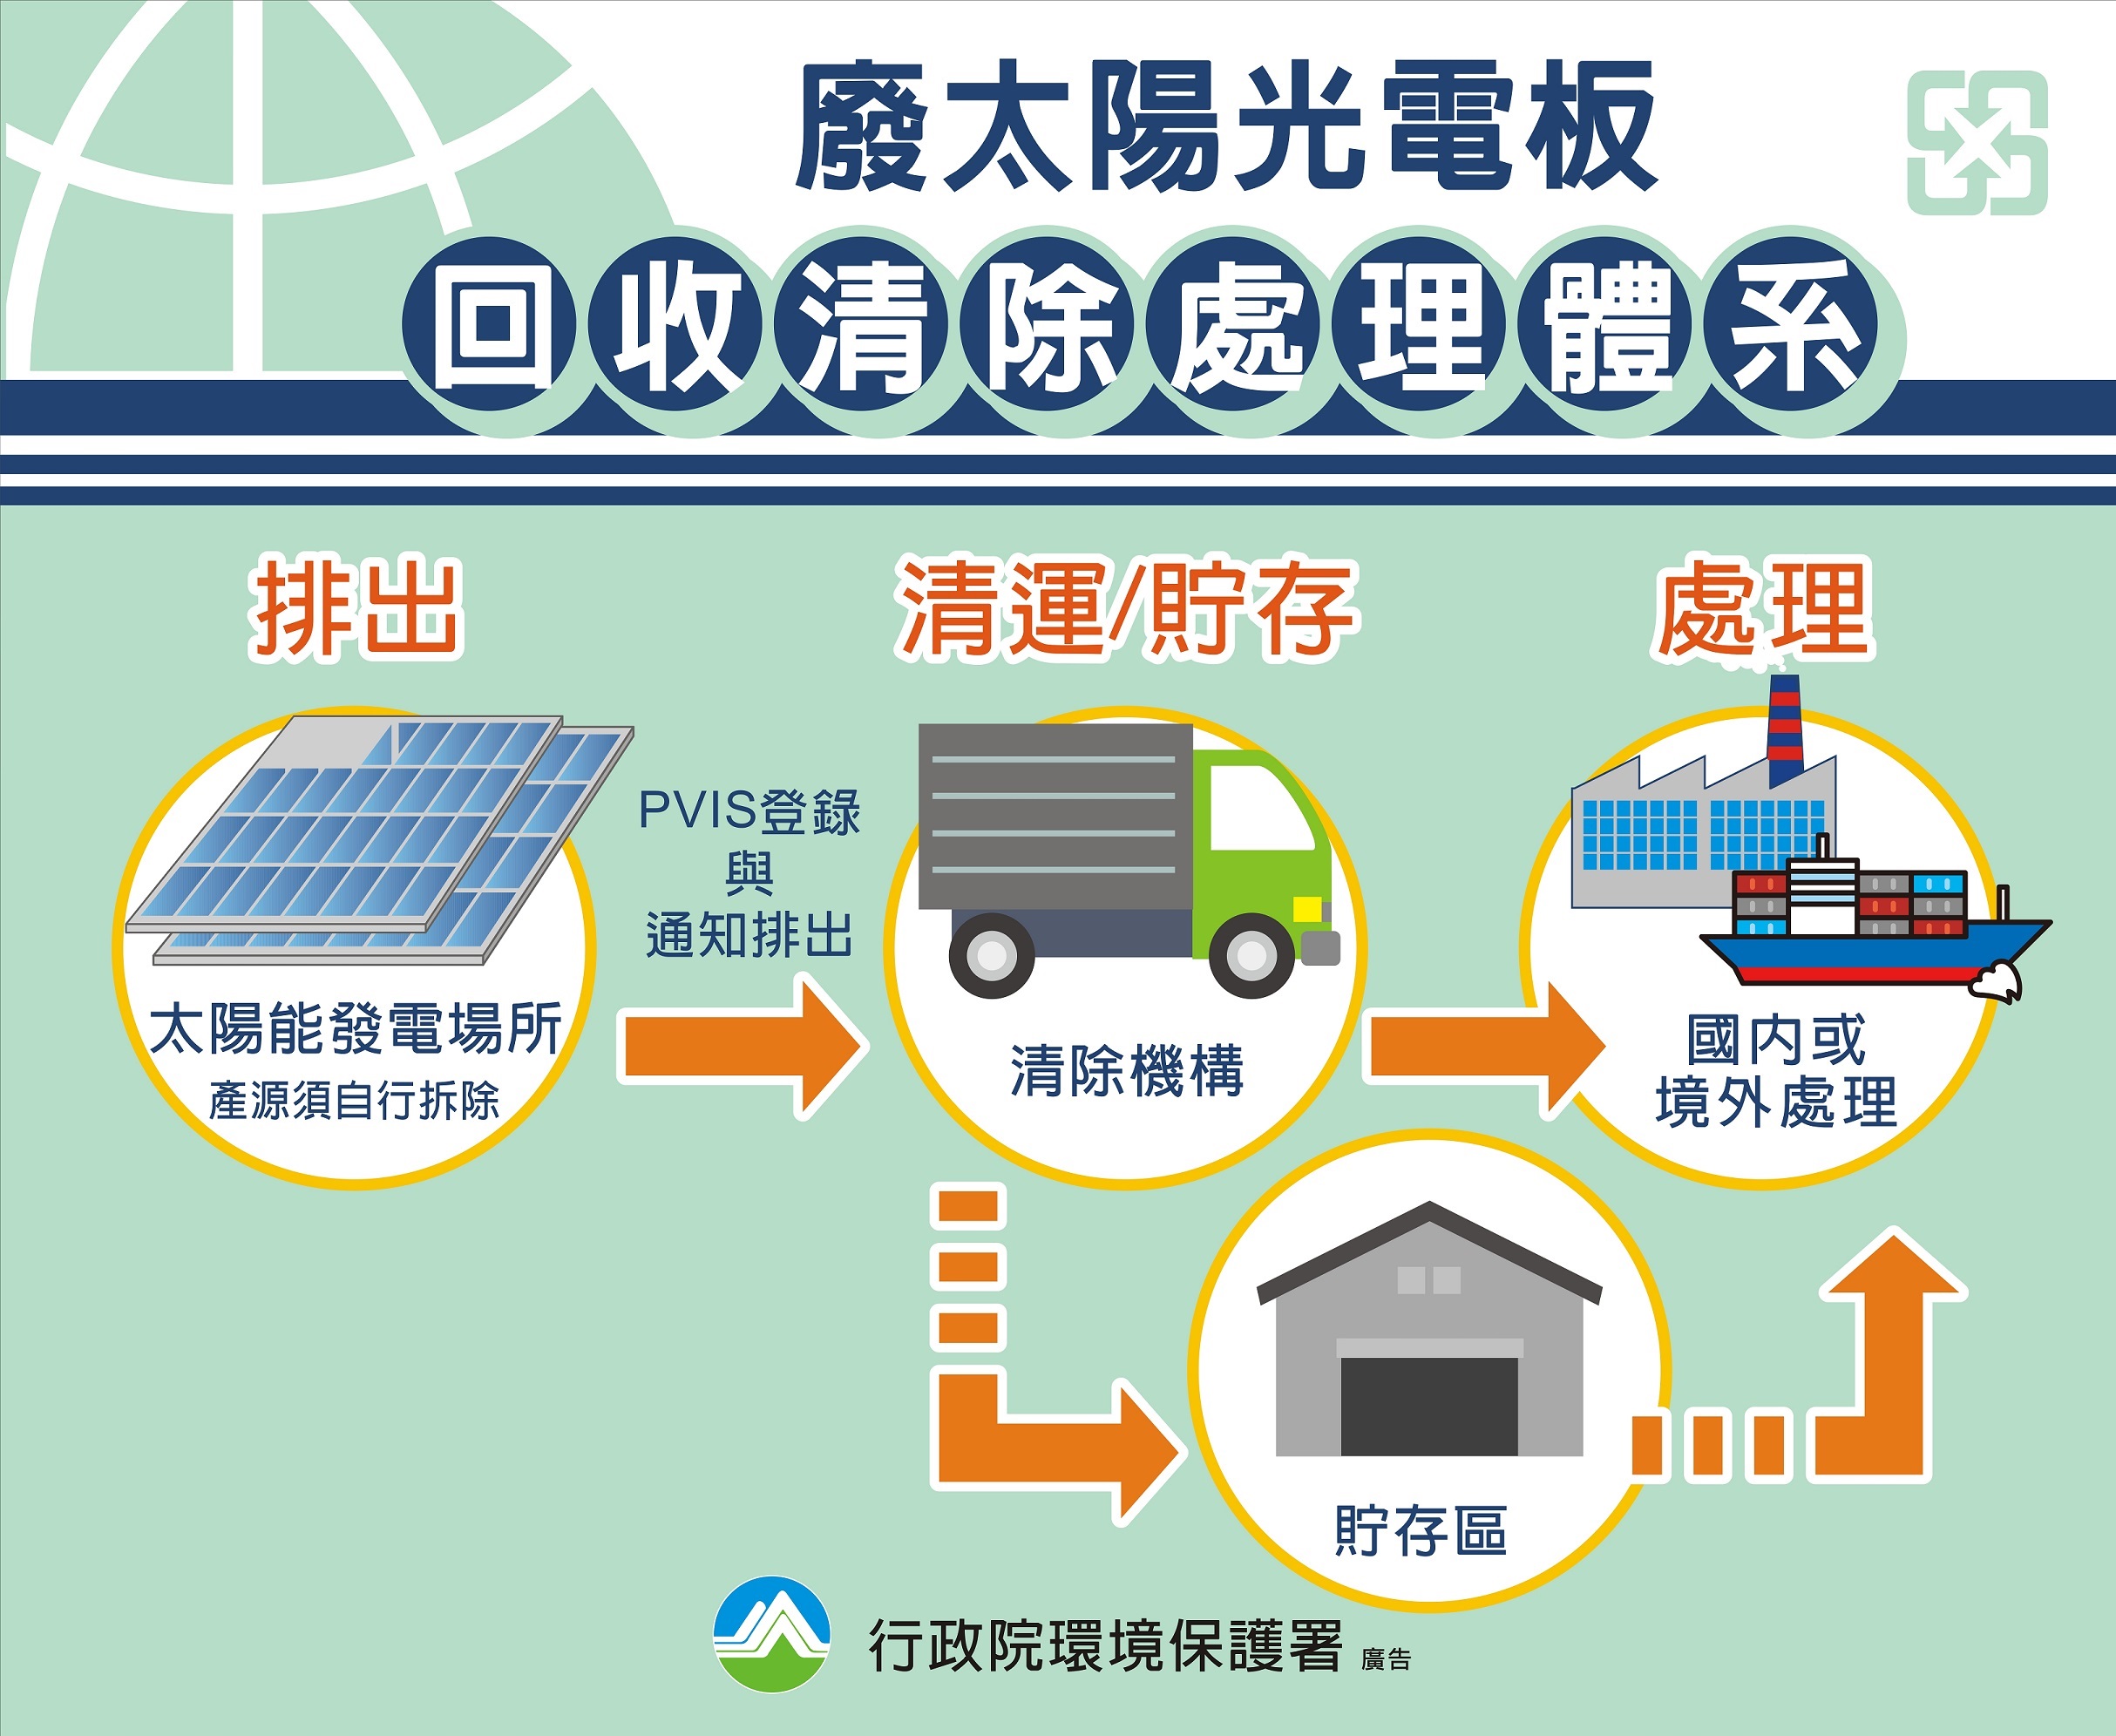 廢太陽光電板
回收清除處理體系
排出
清運/貯存
處理
PVIS登錄
與
通知排出
太陽能發電場所
產源須自行拆除
清除機構
國內或
境外處理
貯存區
行政院環境保護署 廣告